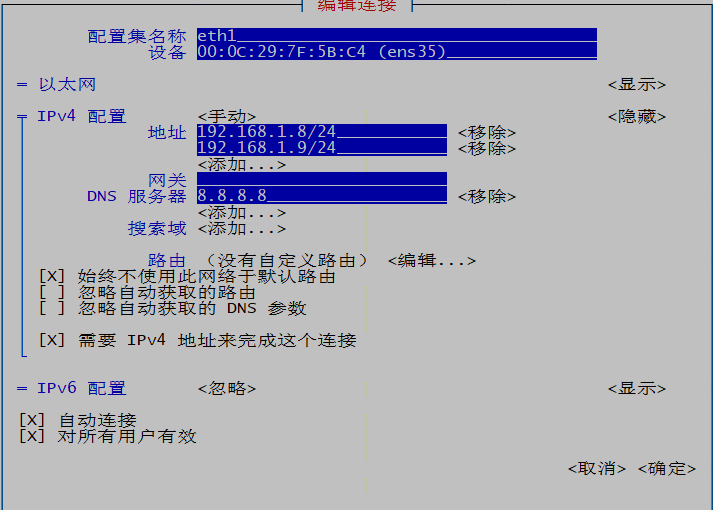 编辑连接
配置集名称 eth1
设备 00:0C:29:7F:5B:C4 (ens35)
= 以太网 <显示>
= IPv4 配置 <手动> <隐藏>
地址 192.168.1.8/24 <移除>
192.168.1.9/24 <移除>
<添加...>
网关
DNS 服务器 8.8.8.8 <移除>
<添加...>
搜索域 <添加...>
路由 （没有自定义路由） <编辑...>
[X] 始终不使用此网络于默认路由
[ ] 忽略自动获取的路由
[ ] 忽略自动获取的 DNS 参数
[X] 需要 IPv4 地址来完成这个连接
= IPv6 配置 <忽略> <显示>
[X] 自动连接
[X] 对所有用户有效
<取消> <确定>